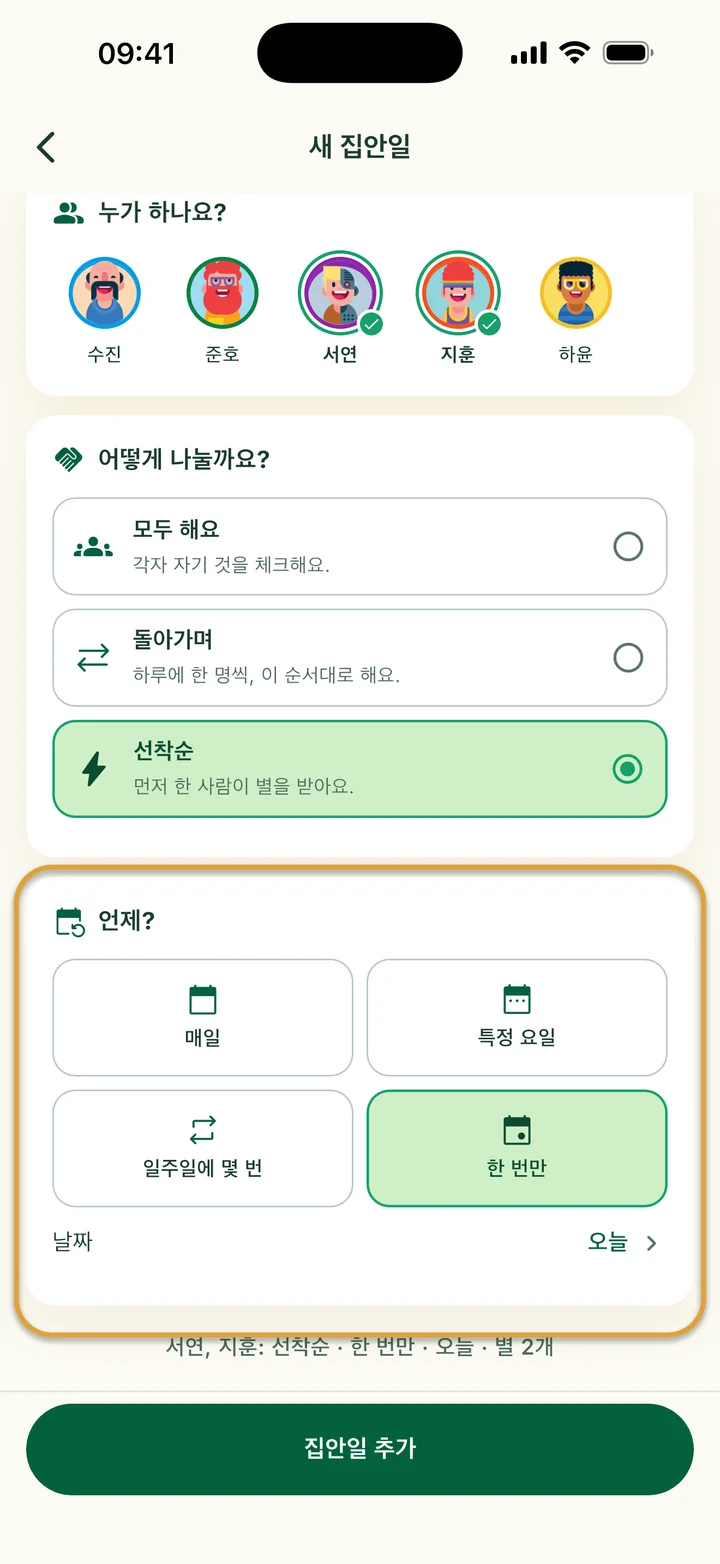 09:41
새 집안일
누가 하나요?
수진
준호
서연
지훈
하윤
어떻게 나눌까요?
모두 해요
각자 자기 것을 체크해요.
돌아가며
하루에 한 명씩, 이 순서대로 해요.
선착순
먼저 한 사람이 별을 받아요.
언제?
매일
특정 요일
일주일에 몇 번
한 번만
날짜
오늘
서연, 지훈: 선착순 · 한 번만 · 오늘 · 별 2개
집안일 추가